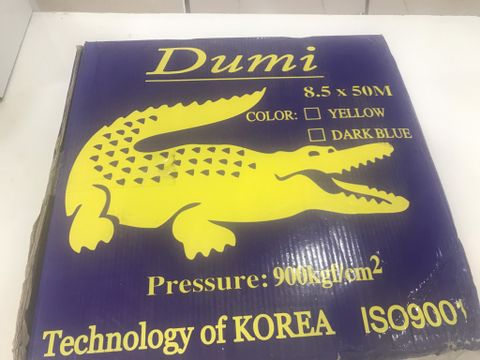 Dumi
8.5 x 50M
COLOR: YELLOW
DARK BLUE
Pressure: 900kgf/cm²
Technology of KOREA ISO9001